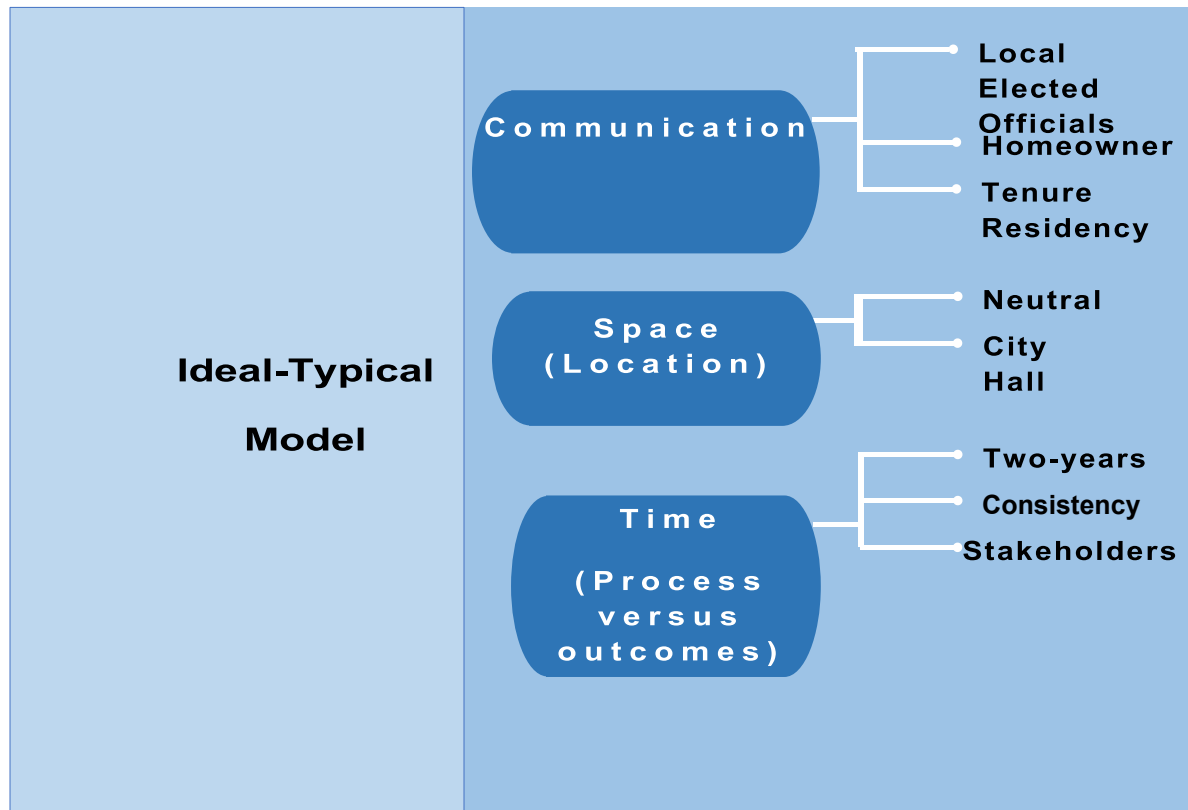 Ideal-Typical
Model
Communication
Local
Elected
Officials
Homeowner
Tenure
Residency
Space
(Location)
Neutral
City
Hall
Time
(Process
versus
outcomes)
Two-years
Consistency
Stakeholders